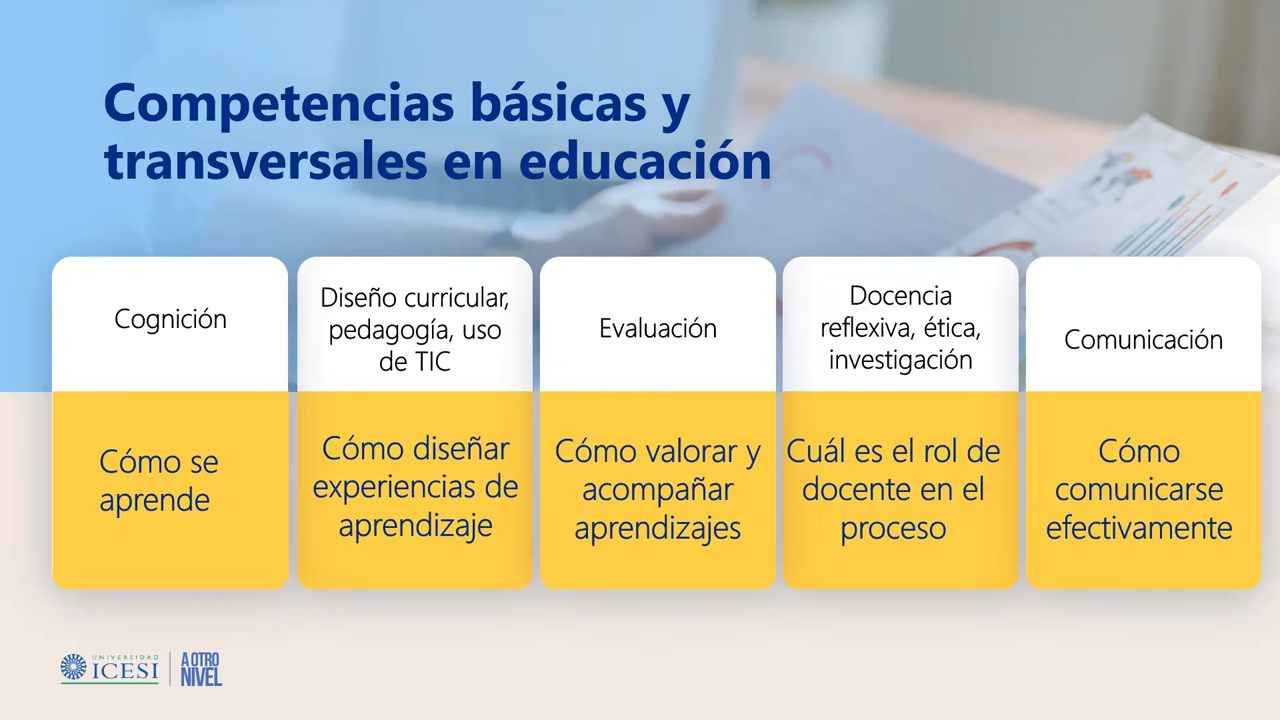 Competencias básicas y
transversales en educación
Cognición
Cómo se
aprende
Diseño curricular,
pedagogía, uso
de TIC
Cómo diseñar
experiencias de
aprendizaje
Evaluación
Cómo valorar y
acompañar
aprendizajes
Docencia
reflexiva, ética,
investigación
Cuál es el rol de
docente en el
proceso
Comunicación
Cómo
comunicarse
efectivamente
UNIVERSIDAD
ICESI
A OTRO
NIVEL